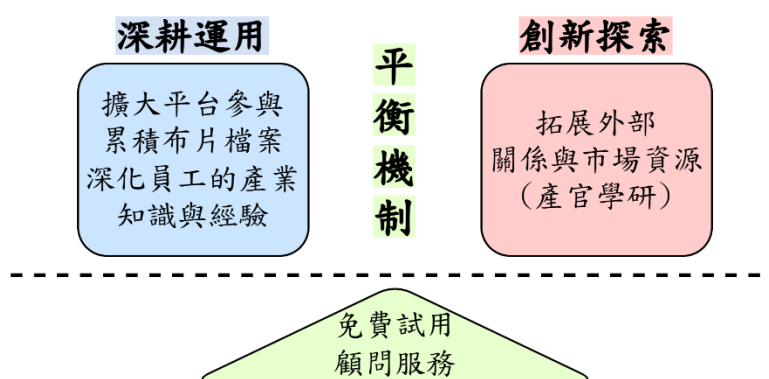 深耕運用
擴大平台參與
累積布片檔案
深化員工的產業
知識與經驗
平衡機制
創新探索
拓展外部
關係與市場資源
（產官學研）
免費試用
顧問服務